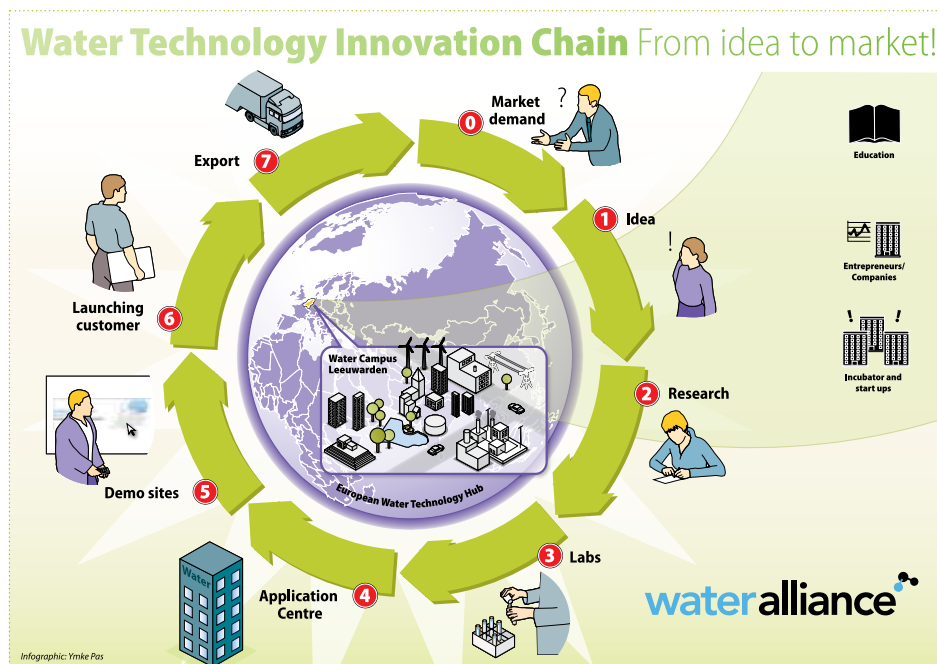 Water Technology Innovation Chain From idea to market!
0
Market
demand
?
Education
Export
7
1
Idea
!
Entrepreneurs/
Companies
Launching
customer
6
Water Campus
Leeuwarden
! !
Incubator and
start ups
2
Research
Demo sites
5
European Water Technology Hub
3
Labs
Water
Application
Centre
4
wateralliance
Infographic: Ymke Pas